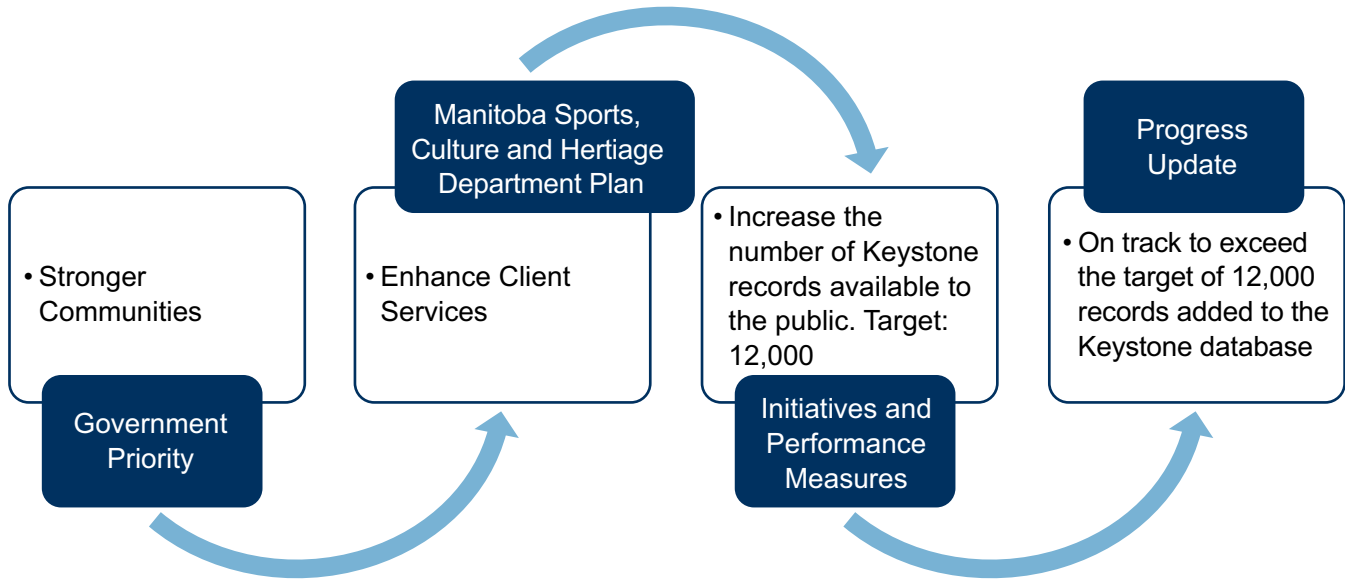 • Stronger
Communities
Government
Priority
Manitoba Sports,
Culture and Hertiage
Department Plan
• Enhance Client
Services
• Increase the
number of Keystone
records available to
the public. Target:
12,000
Initiatives and
Performance
Measures
Progress
Update
• On track to exceed
the target of 12,000
records added to the
Keystone database